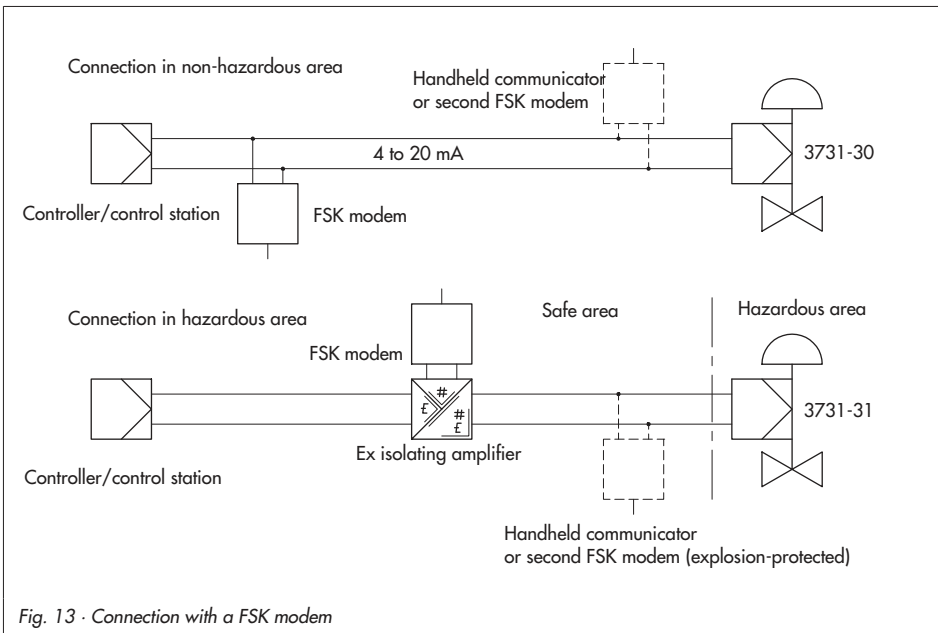 Connection in non-hazardous area
Handheld communicator
or second FSK modem
4 to 20 mA
3731-30
Controller/control station
FSK modem
Connection in hazardous area
Safe area
Hazardous area
FSK modem
#
£
#
£
3731-31
Ex isolating amplifier
Controller/control station
Handheld communicator
or second FSK modem (explosion-protected)
Fig. 13 · Connection with a FSK modem